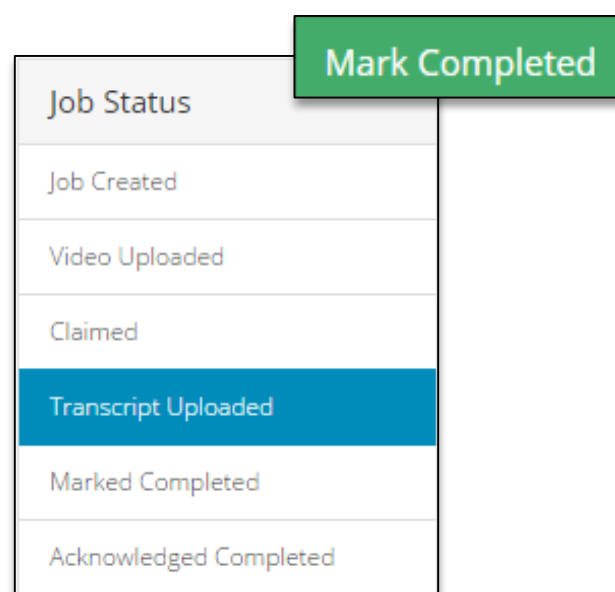 Mark Completed
Job Status
Job Created
Video Uploaded
Claimed
Transcript Uploaded
Marked Completed
Acknowledged Completed